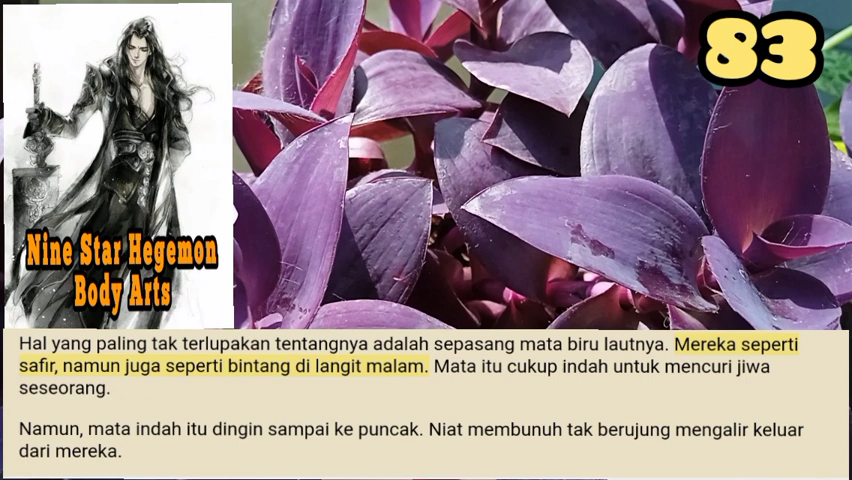 83
Nine Star Hegemon
Body Arts
Hal yang paling tak terlupakan tentangnya adalah sepasang mata biru lautnya. Mereka seperti
safir, namun juga seperti bintang di langit malam. Mata itu cukup indah untuk mencuri jiwa
seseorang.
Namun, mata indah itu dingin sampai ke puncak. Niat membunuh tak berujung mengalir keluar
dari mereka.